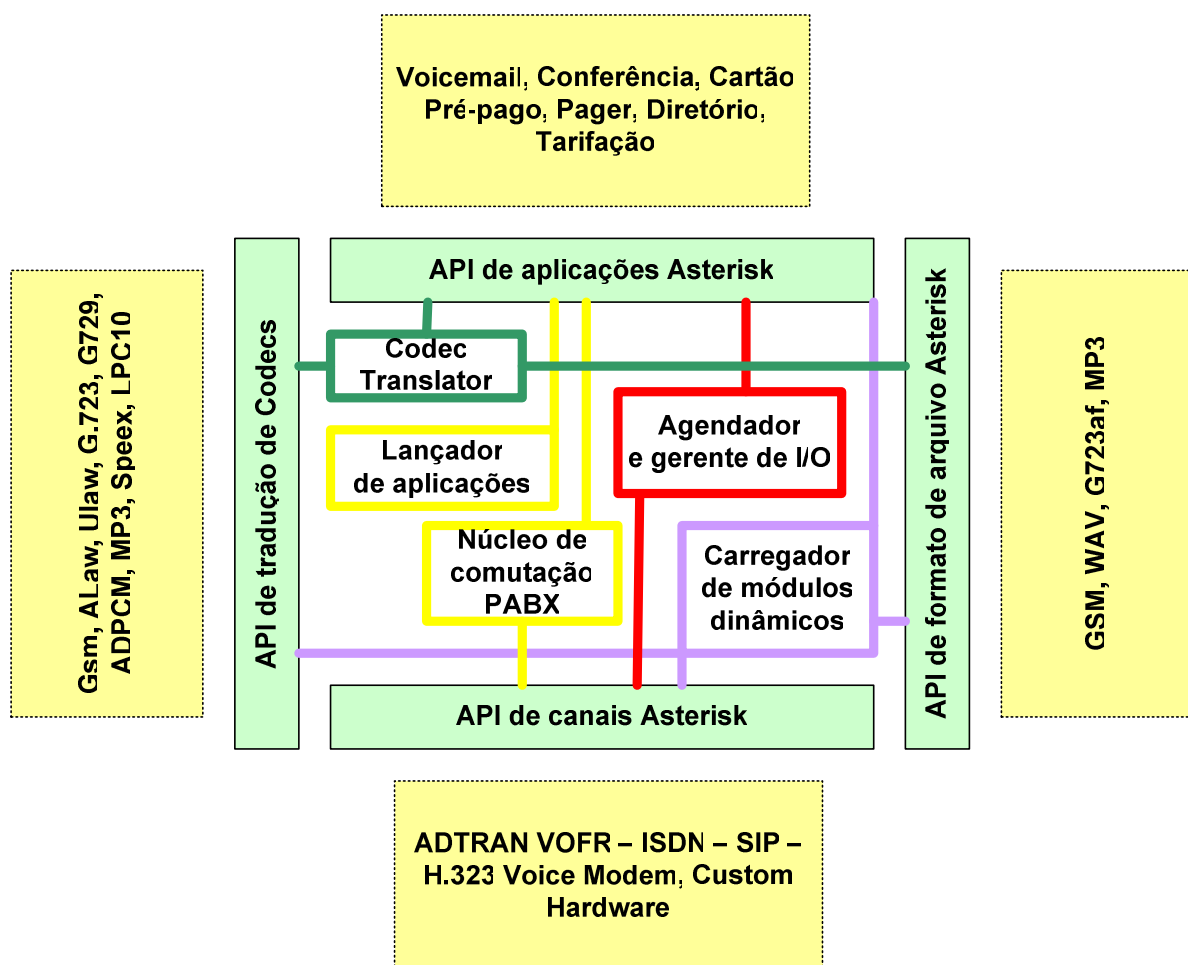 Voicemail, Conferência, Cartão
Pré-pago, Pager, Diretório,
Tarifação
API de aplicações Asterisk
Gsm, ALaw, Ulaw, G.723, G729,
ADPCM, MP3, Speex, LPC10
API de tradução de Codecs
Codec
Translator
Lançador
de aplicações
Agendador
e gerente de I/O
Núcleo de
comutação
PABX
Carregador
de módulos
dinâmicos
API de formato de arquivo Asterisk
GSM, WAV, G723af, MP3
API de canais Asterisk
ADTRAN VOFR – ISDN – SIP –
H.323 Voice Modem, Custom
Hardware